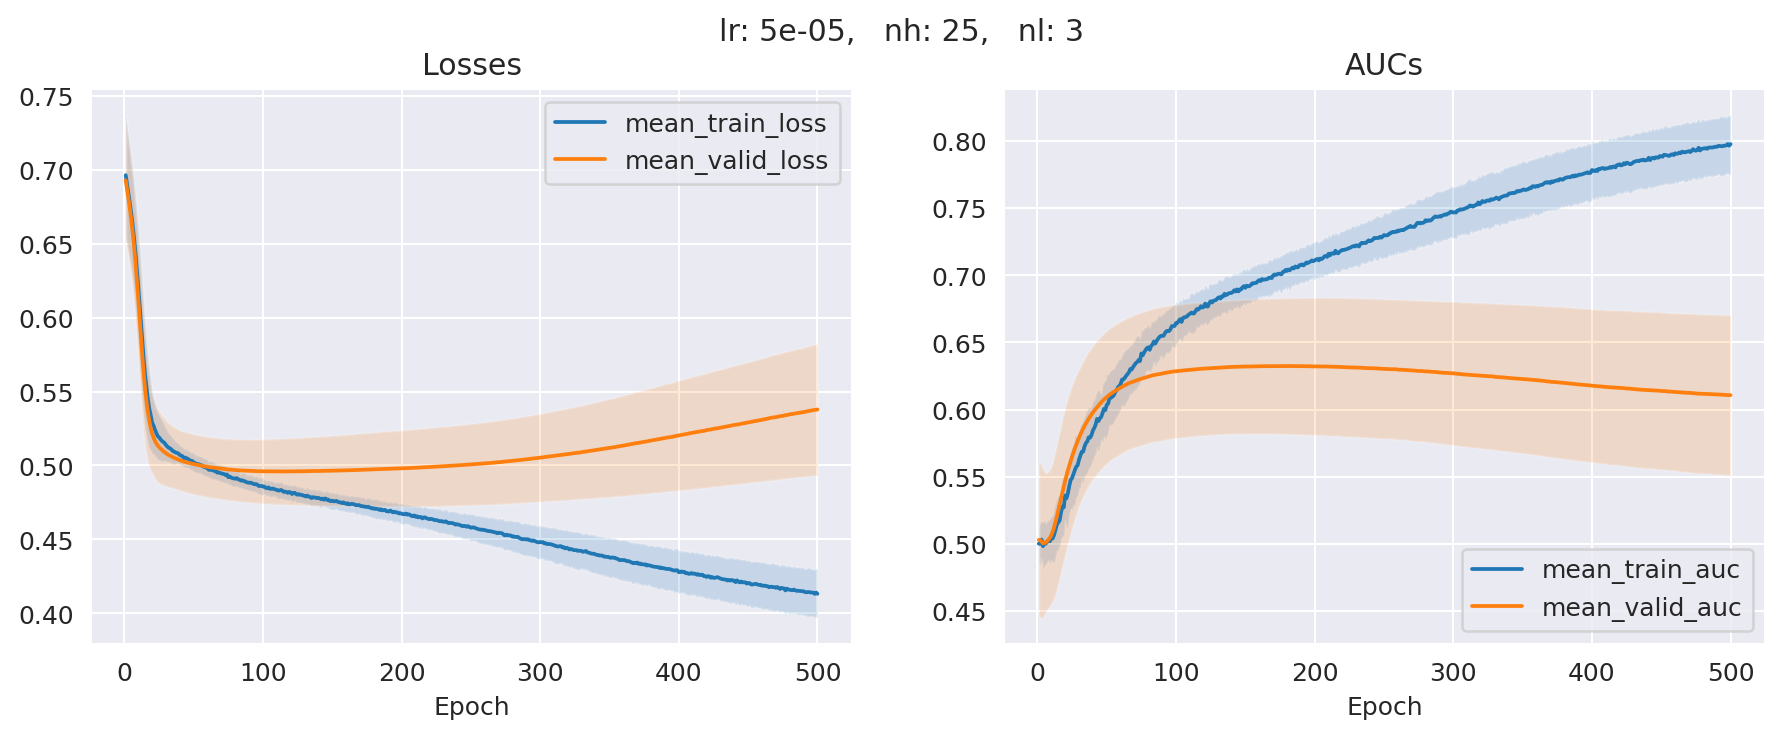 lr: 5e-05,   nh: 25,   nl: 3
Losses
0.75
0.70
0.65
0.60
0.55
0.50
0.45
0.40
mean_train_loss
mean_valid_loss
0 100 200 300 400 500
Epoch
AUCs
0.80
0.75
0.70
0.65
0.60
0.55
0.50
0.45
mean_train_auc
mean_valid_auc
0 100 200 300 400 500
Epoch